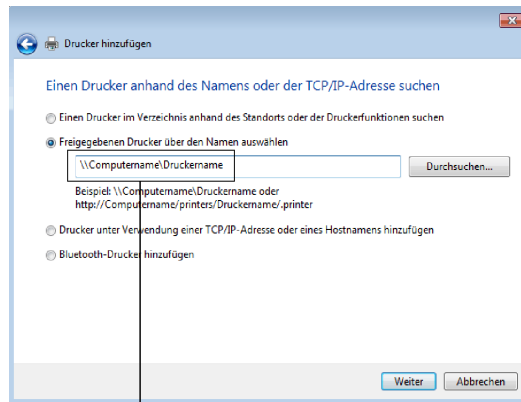 Drucker hinzufügen
Einen Drucker anhand des Namens oder der TCP/IP-Adresse suchen
Einen Drucker im Verzeichnis anhand des Standorts oder der Druckerfunktionen suchen
Freigegebenen Drucker über den Namen auswählen
\\Computername\Druckername
Durchsuchen...
Beispiel: \\Computername\Druckername oder
http://Computername/printers/Druckername/.printer
Drucker unter Verwendung einer TCP/IP-Adresse oder eines Hostnamens hinzufügen
Bluetooth-Drucker hinzufügen
Weiter
Abbrechen